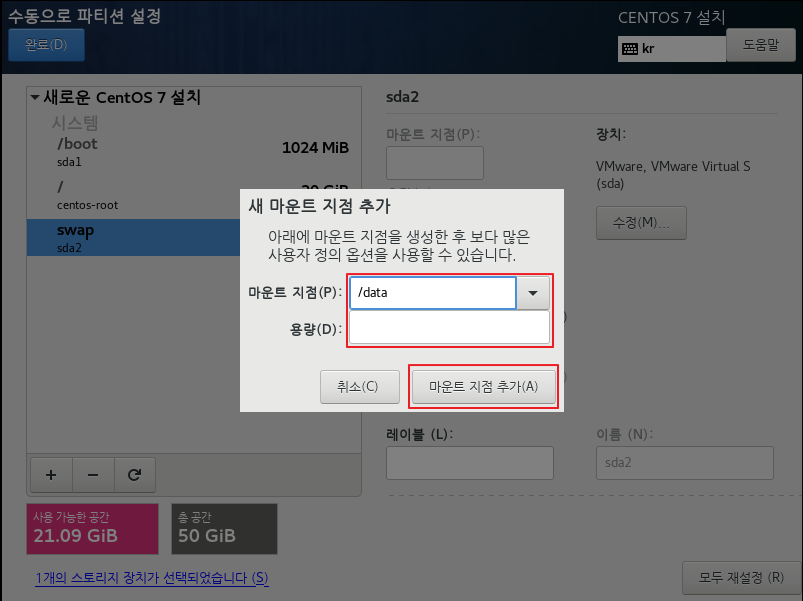 수동으로 파티션 설정
CENTOS 7 설치
완료(D)
kr
도움말
새로운 CentOS 7 설치
시스템
/boot
1024 MiB
sda1
/
20 GiB
centos-root
swap
sda2
sda2
마운트 지점(P):
장치:
VMware, VMware Virtual S
(sda)
수정(M)...
새 마운트 지점 추가
아래에 마운트 지점을 생성한 후 보다 많은
사용자 정의 옵션을 사용할 수 있습니다.
마운트 지점(P):
/data
용량(D):
취소(C)
마운트 지점 추가(A)
레이블 (L):
이름 (N):
sda2
사용 가능한 공간
21.09 GiB
총 공간
50 GiB
1개의 스토리지 장치가 선택되었습니다 (S)
모두 재설정 (R)